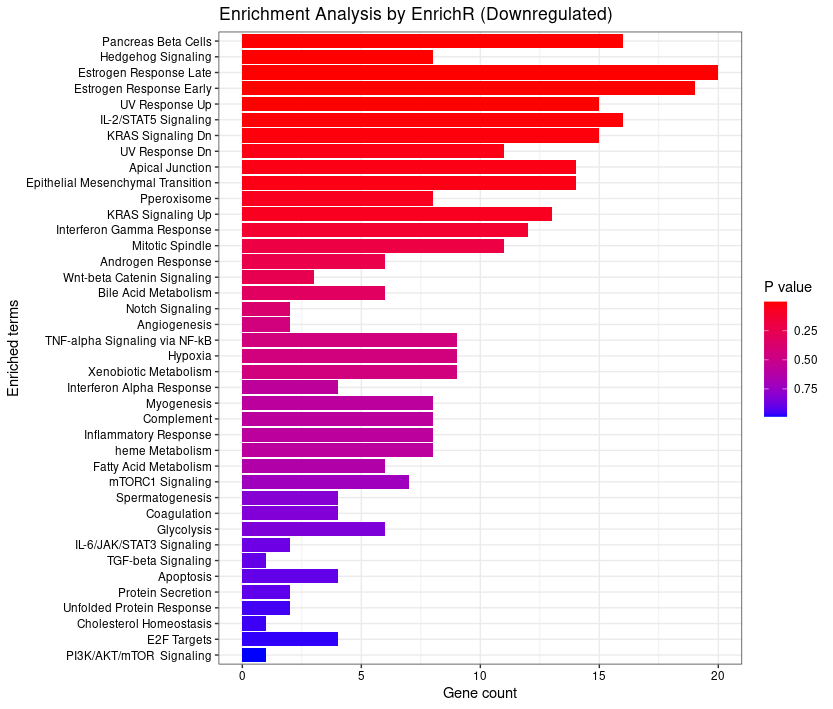 Enrichment Analysis by EnrichR (Downregulated)
Pancreas Beta Cells
Hedgehog Signaling
Estrogen Response Late
Estrogen Response Early
UV Response Up
IL-2/STAT5 Signaling
KRAS Signaling Dn
UV Response Dn
Apical Junction
Epithelial Mesenchymal Transition
Pperoxisome
KRAS Signaling Up
Interferon Gamma Response
Mitotic Spindle
Androgen Response
Wnt-beta Catenin Signaling
Bile Acid Metabolism
Notch Signaling
Angiogenesis
TNF-alpha Signaling via NF-kB
Hypoxia
Xenobiotic Metabolism
Interferon Alpha Response
Myogenesis
Complement
Inflammatory Response
heme Metabolism
Fatty Acid Metabolism
mTORC1 Signaling
Spermatogenesis
Coagulation
Glycolysis
IL-6/JAK/STAT3 Signaling
TGF-beta Signaling
Apoptosis
Protein Secretion
Unfolded Protein Response
Cholesterol Homeostasis
E2F Targets
PI3K/AKT/mTOR  Signaling
Enriched terms
0 5 10 15 20
Gene count
P value
0.25
0.50
0.75